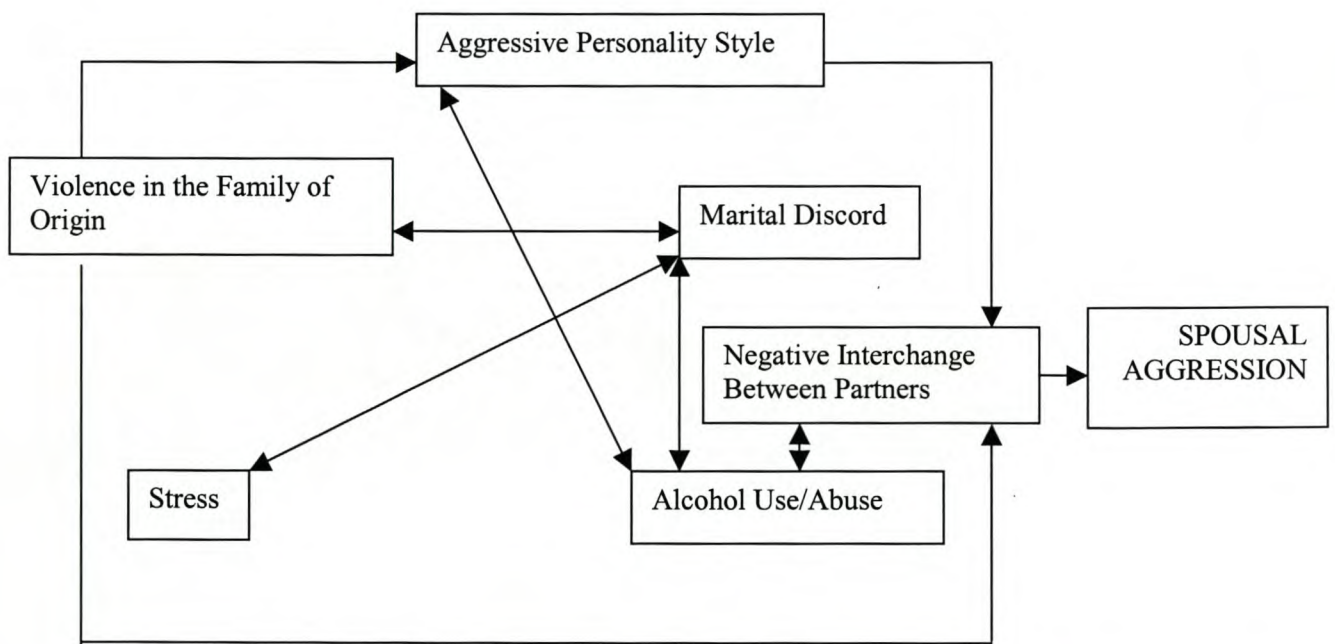 Aggressive Personality Style
Violence in the Family of
Origin
Marital Discord
Negative Interchange
Between Partners
SPOUSAL
AGGRESSION
Stress
Alcohol Use/Abuse